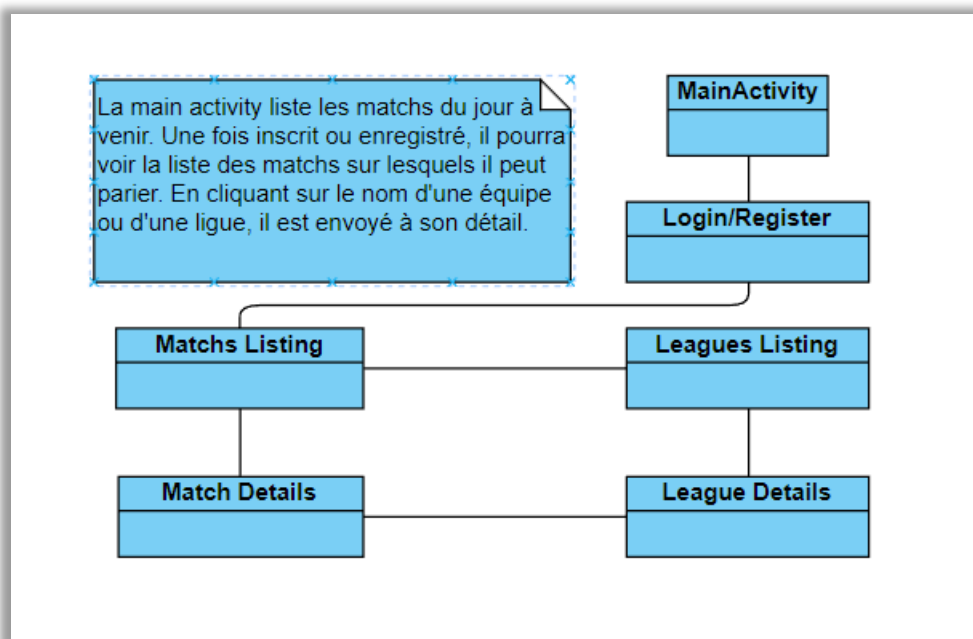 La main activity liste les matchs du jour à
venir. Une fois inscrit ou enregistré, il pourra
voir la liste des matchs sur lesquels il peut
parier. En cliquant sur le nom d'une équipe
ou d'une ligue, il est envoyé à son détail.
MainActivity
Login/Register
Matchs Listing
Leagues Listing
Match Details
League Details